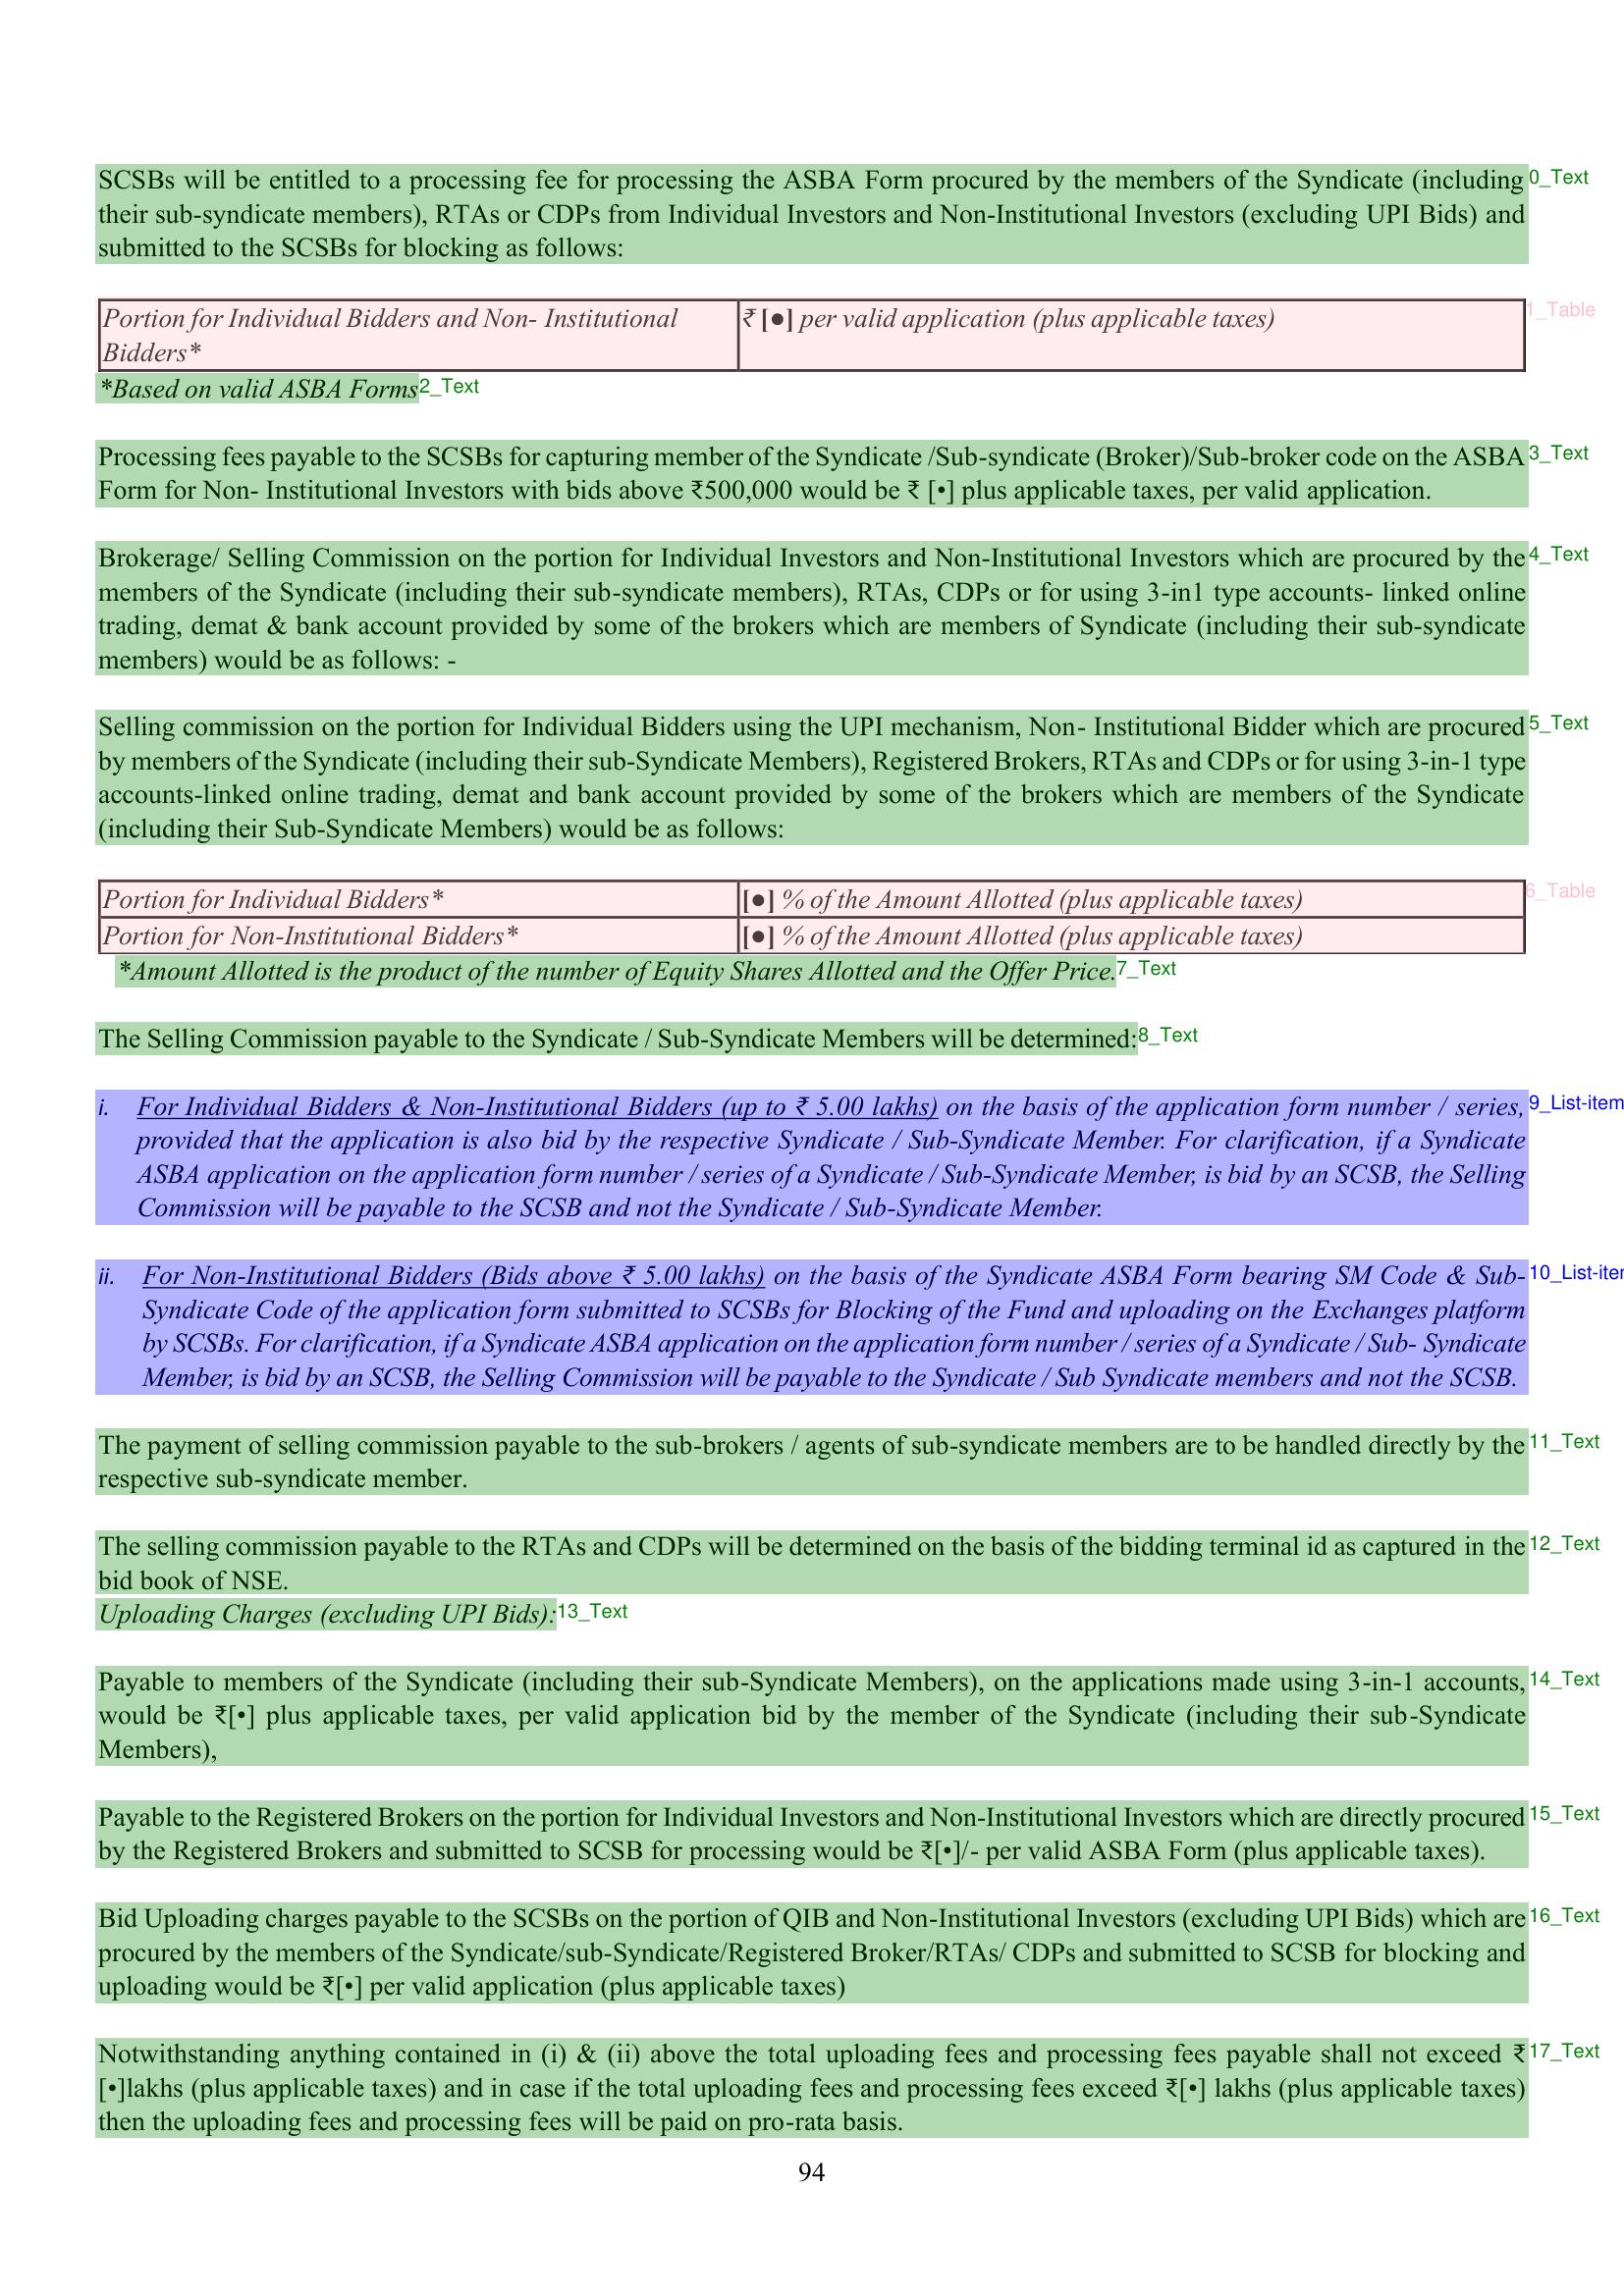 SCSBs will be entitled to a processing fee for processing the ASBA Form procured by the members of the Syndicate (including 0_Text
their sub-syndicate members), RTAs or CDPs from Individual Investors and Non-Institutional Investors (excluding UPI Bids) and
submitted to the SCSBs for blocking as follows:
Portion for Individual Bidders and Non- Institutional Bidders* ₹ [●] per valid application (plus applicable taxes) 1_Table
*Based on valid ASBA Forms 2_Text
Processing fees payable to the SCSBs for capturing member of the Syndicate /Sub-syndicate (Broker)/Sub-broker code on the ASBA 3_Text
Form for Non- Institutional Investors with bids above ₹500,000 would be ₹ [•] plus applicable taxes, per valid application.
Brokerage/ Selling Commission on the portion for Individual Investors and Non-Institutional Investors which are procured by the 4_Text
members of the Syndicate (including their sub-syndicate members), RTAs, CDPs or for using 3-in1 type accounts- linked online
trading, demat & bank account provided by some of the brokers which are members of Syndicate (including their sub-syndicate
members) would be as follows: -
Selling commission on the portion for Individual Bidders using the UPI mechanism, Non- Institutional Bidder which are procured 5_Text
by members of the Syndicate (including their sub-Syndicate Members), Registered Brokers, RTAs and CDPs or for using 3-in-1 type
accounts-linked online trading, demat and bank account provided by some of the brokers which are members of the Syndicate
(including their Sub-Syndicate Members) would be as follows:
Portion for Individual Bidders* [●] % of the Amount Allotted (plus applicable taxes) 6_Table
Portion for Non-Institutional Bidders* [●] % of the Amount Allotted (plus applicable taxes)
*Amount Allotted is the product of the number of Equity Shares Allotted and the Offer Price. 7_Text
The Selling Commission payable to the Syndicate / Sub-Syndicate Members will be determined: 8_Text
i. For Individual Bidders & Non-Institutional Bidders (up to ₹ 5.00 lakhs) on the basis of the application form number / series, 9_List-item
provided that the application is also bid by the respective Syndicate / Sub-Syndicate Member. For clarification, if a Syndicate
ASBA application on the application form number / series of a Syndicate / Sub-Syndicate Member, is bid by an SCSB, the Selling
Commission will be payable to the SCSB and not the Syndicate / Sub-Syndicate Member.
ii. For Non-Institutional Bidders (Bids above ₹ 5.00 lakhs) on the basis of the Syndicate ASBA Form bearing SM Code & Sub- 10_List-iter
Syndicate Code of the application form submitted to SCSBs for Blocking of the Fund and uploading on the Exchanges platform
by SCSBs. For clarification, if a Syndicate ASBA application on the application form number / series of a Syndicate / Sub- Syndicate
Member, is bid by an SCSB, the Selling Commission will be payable to the Syndicate / Sub Syndicate members and not the SCSB.
The payment of selling commission payable to the sub-brokers / agents of sub-syndicate members are to be handled directly by the 11_Text
respective sub-syndicate member.
The selling commission payable to the RTAs and CDPs will be determined on the basis of the bidding terminal id as captured in the 12_Text
bid book of NSE.
Uploading Charges (excluding UPI Bids): 13_Text
Payable to members of the Syndicate (including their sub-Syndicate Members), on the applications made using 3-in-1 accounts, 14_Text
would be ₹[•] plus applicable taxes, per valid application bid by the member of the Syndicate (including their sub-Syndicate
Members),
Payable to the Registered Brokers on the portion for Individual Investors and Non-Institutional Investors which are directly procured 15_Text
by the Registered Brokers and submitted to SCSB for processing would be ₹[•]/- per valid ASBA Form (plus applicable taxes).
Bid Uploading charges payable to the SCSBs on the portion of QIB and Non-Institutional Investors (excluding UPI Bids) which are 16_Text
procured by the members of the Syndicate/sub-Syndicate/Registered Broker/RTAs/ CDPs and submitted to SCSB for blocking and
uploading would be ₹[•] per valid application (plus applicable taxes)
Notwithstanding anything contained in (i) & (ii) above the total uploading fees and processing fees payable shall not exceed ₹ 17_Text
[•]lakhs (plus applicable taxes) and in case if the total uploading fees and processing fees exceed ₹[•] lakhs (plus applicable taxes)
then the uploading fees and processing fees will be paid on pro-rata basis.
94